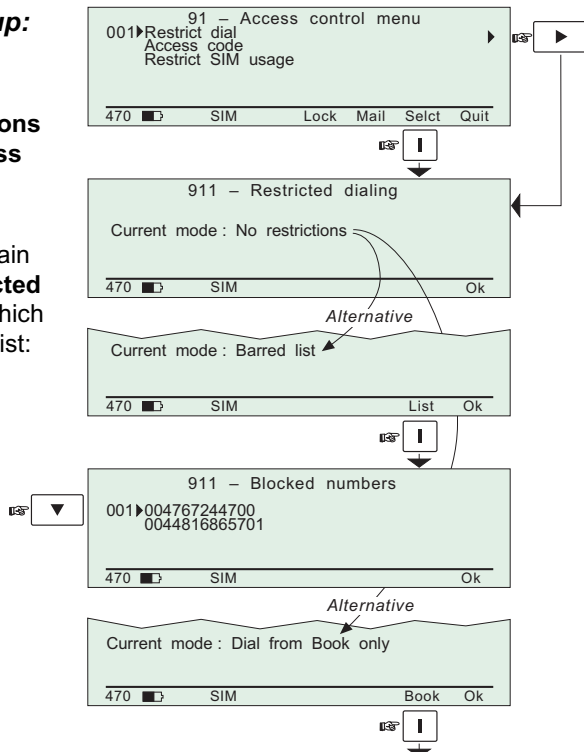 up:
ons
ss
ain
cted
hich
ist:
91 – Access control menu
001 Restrict dial
Access code
Restrict SIM usage
470 SIM Lock Mail Selct Quit
911 – Restricted dialing
Current mode : No restrictions
470 SIM Ok
Alternative
Current mode : Barred list
470 SIM List Ok
911 – Blocked numbers
001 004767244700
0044816865701
470 SIM Ok
Alternative
Current mode : Dial from Book only
470 SIM Book Ok